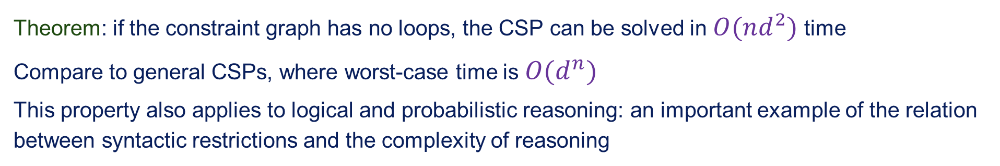 Theorem: if the constraint graph has no loops, the CSP can be solved in O(nd²) time
Compare to general CSPs, where worst-case time is O(dⁿ)
This property also applies to logical and probabilistic reasoning: an important example of the relation
between syntactic restrictions and the complexity of reasoning